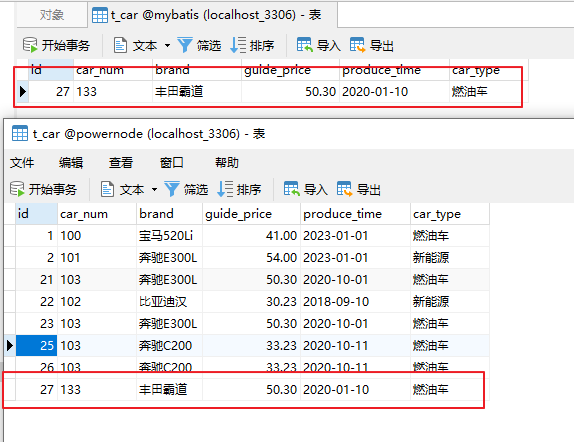 对象 t_car @mybatis (localhost_3306) - 表
开始事务 文本 筛选 排序 导入 导出
id car_num brand guide_price produce_time car_type
27 133 丰田霸道 50.30 2020-01-10 燃油车
t_car @powernode (localhost_3306) - 表
文件 编辑 查看 窗口 帮助
开始事务 文本 筛选 排序 导入 导出
id car_num brand guide_price produce_time car_type
1 100 宝马520Li 41.00 2023-01-01 燃油车
2 101 奔驰E300L 54.00 2023-01-01 新能源
21 103 奔驰E300L 50.30 2020-10-01 燃油车
22 102 比亚迪汉 30.23 2018-09-10 新能源
23 103 奔驰E300L 50.30 2020-10-01 燃油车
25 103 奔驰C200 33.23 2020-10-11 燃油车
26 103 奔驰C200 33.23 2020-10-11 燃油车
27 133 丰田霸道 50.30 2020-01-10 燃油车